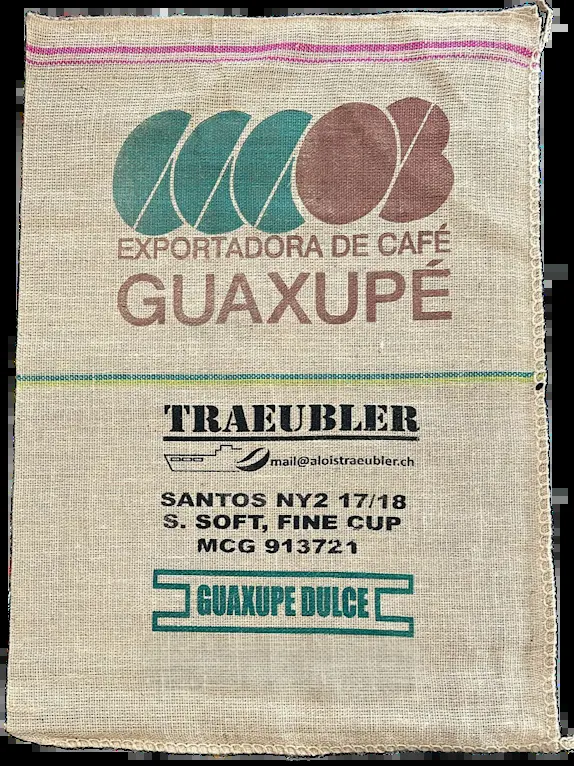 EXPORTADORA DE CAFÉ
GUAXUPÉ
TRAEUBLER
mail@aloistraeubler.ch
SANTOS NY2 17/18
S. SOFT, FINE CUP
MCG 913721
GUAXUPE DULCE